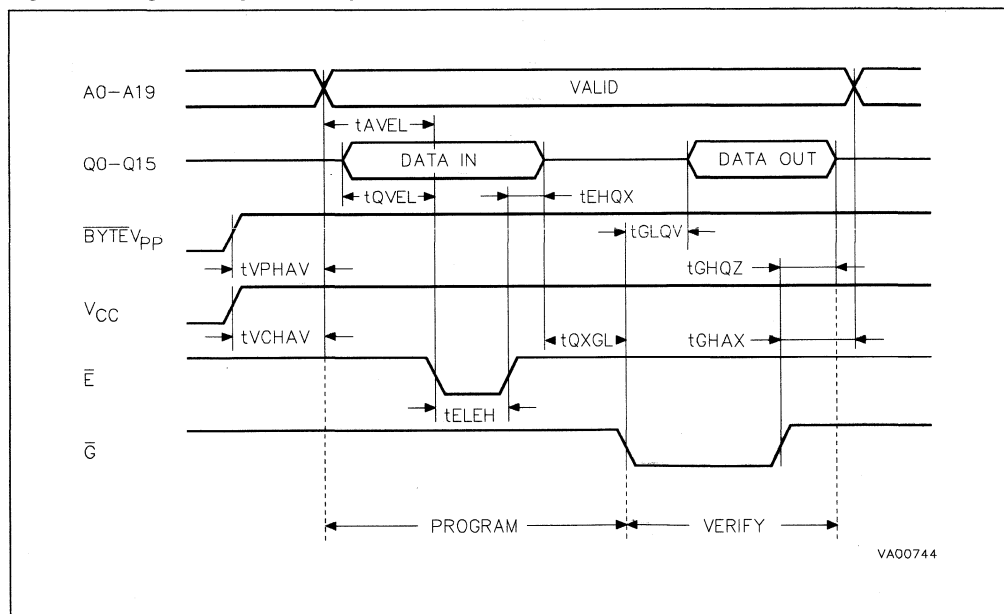 A0-A19
VALID
tAVEL
Q0-Q15
DATA IN
DATA OUT
tQVEL
tEHQX
BYTEVPP
tGLQV
tVPHAV
tGHQZ
VCC
tVCHAV
tQXGL
tGHAX
E
tELEH
G
PROGRAM
VERIFY
VA00744